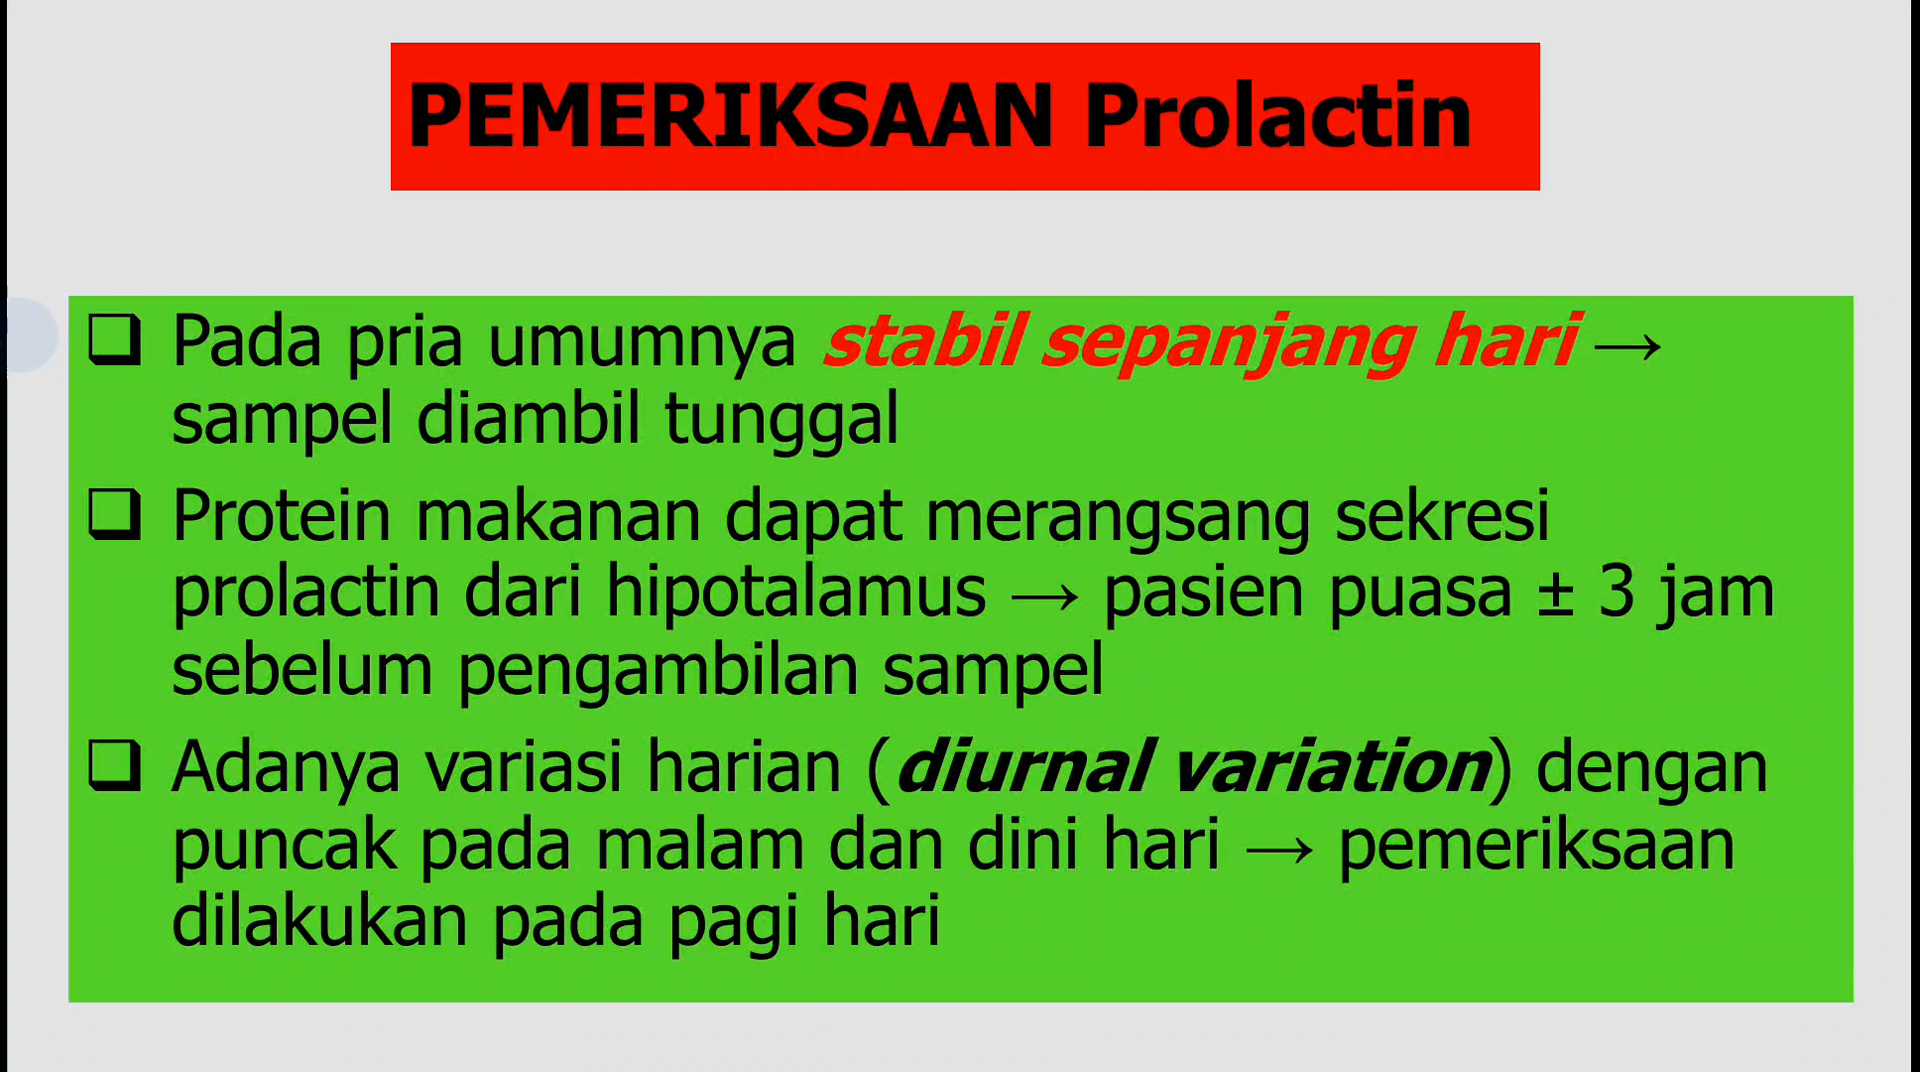 PEMERIKSAAN Prolactin
❑ Pada pria umumnya stabil sepanjang hari →
sampel diambil tunggal
❑ Protein makanan dapat merangsang sekresi
prolactin dari hipotalamus → pasien puasa ± 3 jam
sebelum pengambilan sampel
❑ Adanya variasi harian (diurnal variation) dengan
puncak pada malam dan dini hari → pemeriksaan
dilakukan pada pagi hari